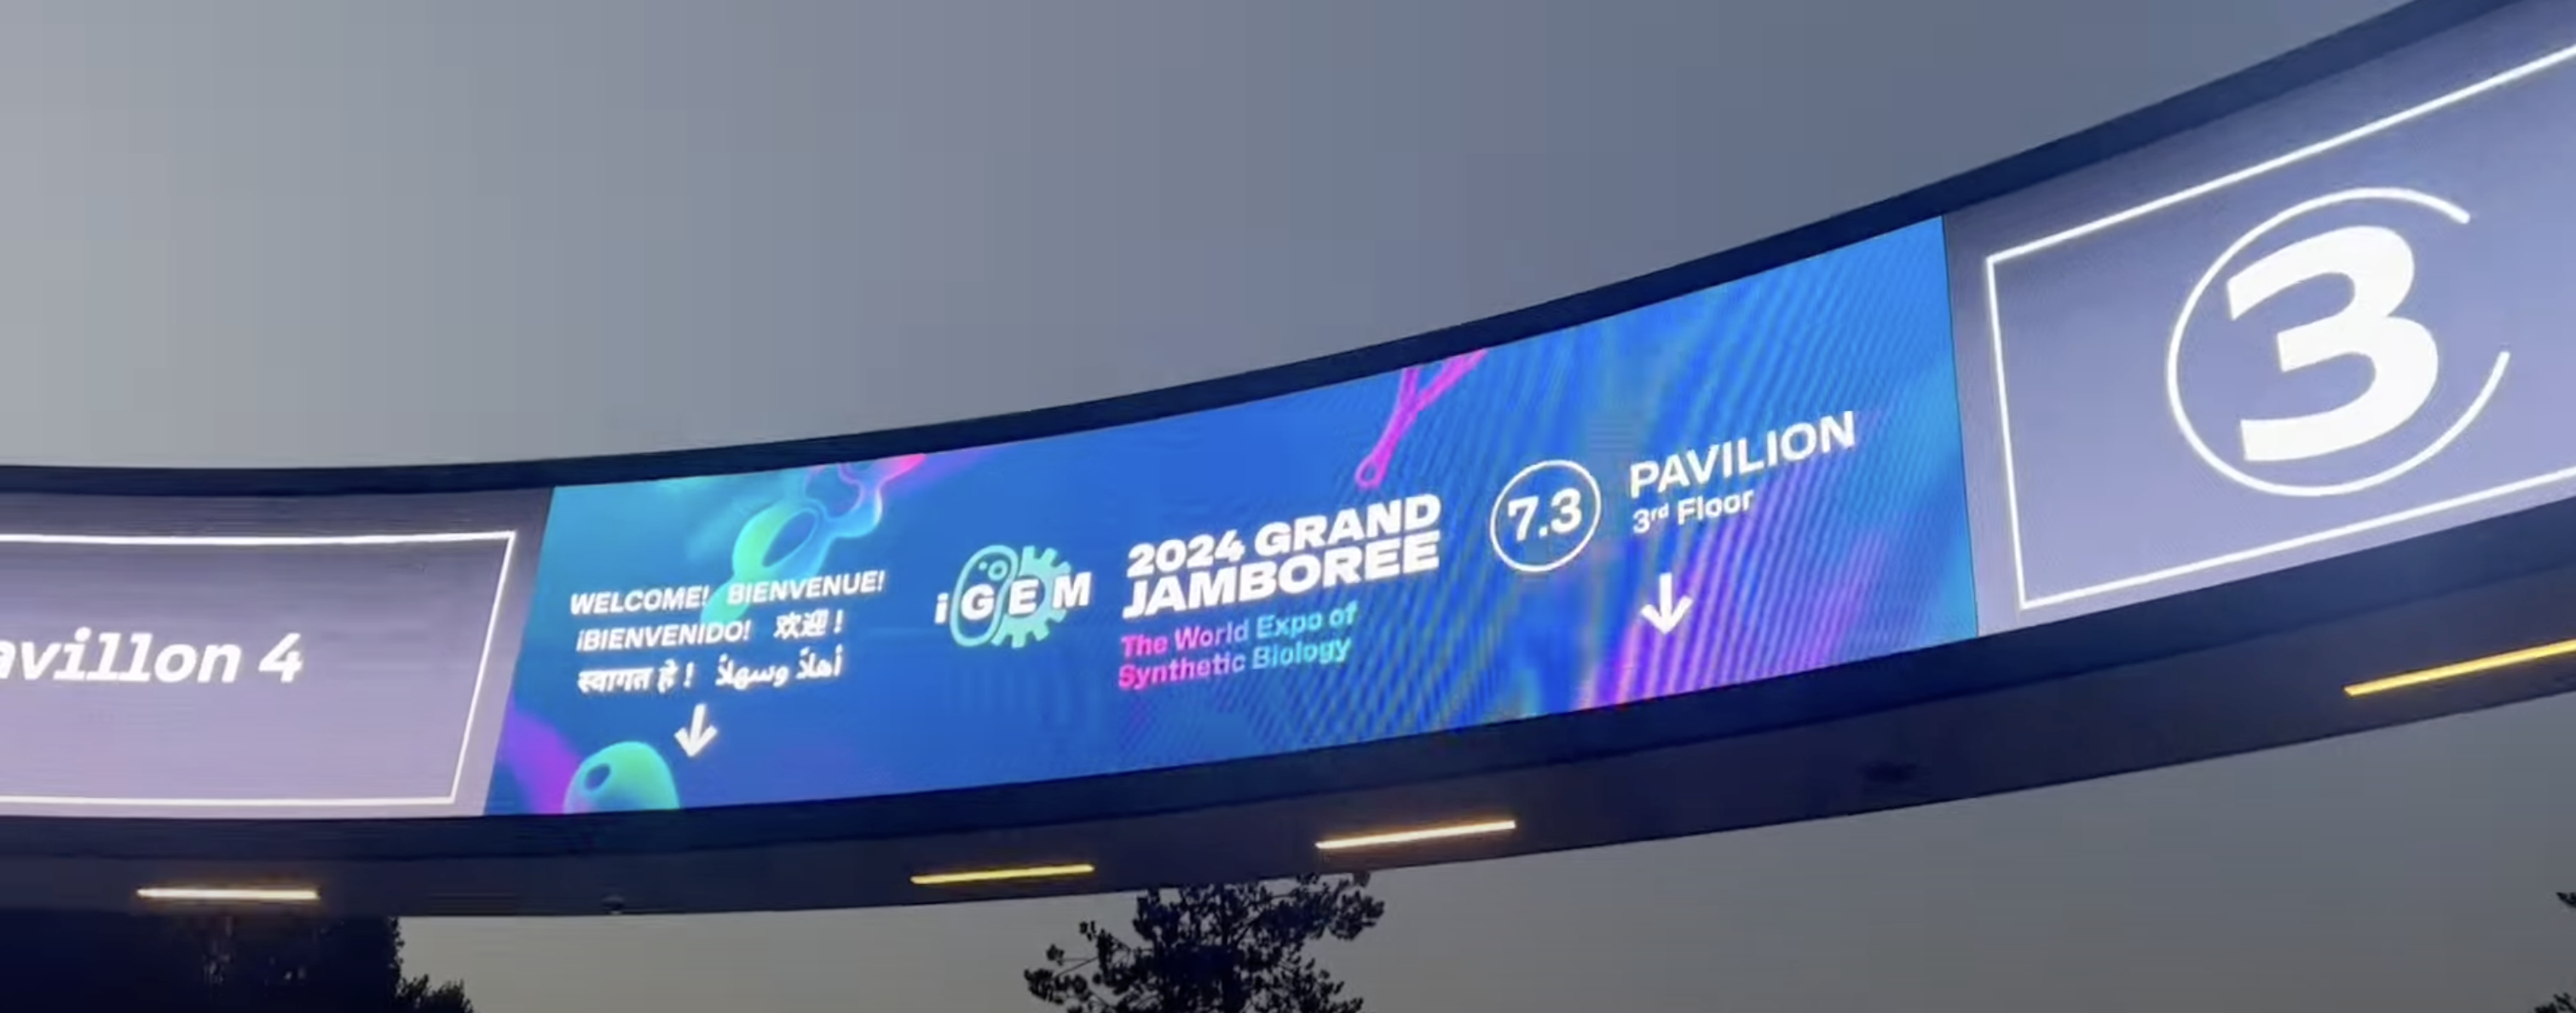 avillon 4
WELCOME! BIENVENUE!
¡BIENVENIDO! 欢迎!
स्वागत है! أهلاً وسهلاً
iGEM
2024 GRAND
JAMBOREE
The World Expo of
Synthetic Biology
7.3
PAVILION
3rd Floor
3